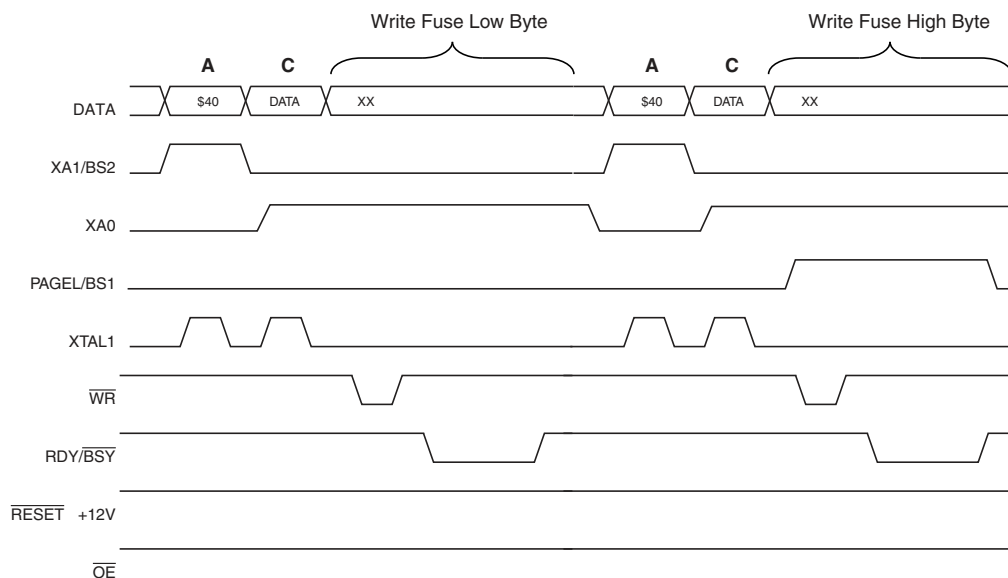 Write Fuse Low Byte Write Fuse High Byte
A C A C
DATA $40 DATA XX $40 DATA XX
XA1/BS2
XA0
PAGEL/BS1
XTAL1
WR
RDY/BSY
RESET +12V
OE